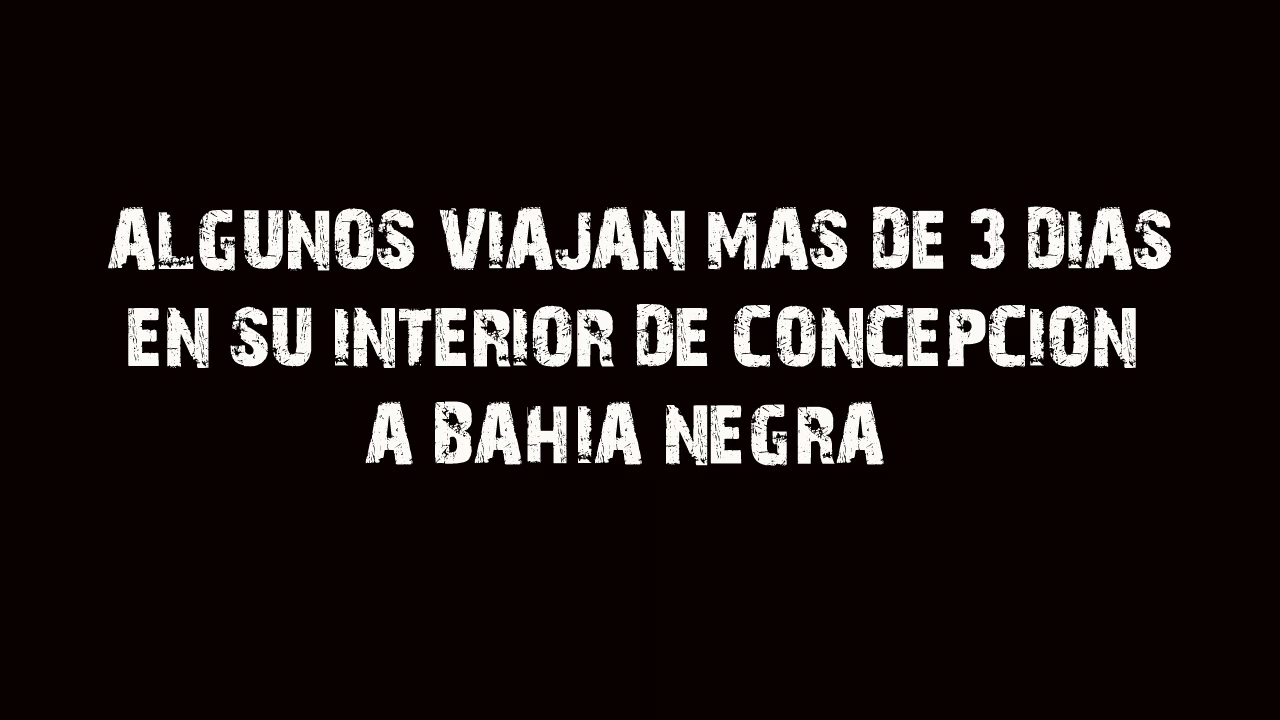 ALGUNOS VIAJAN MAS DE 3 DIAS
EN SU INTERIOR DE CONCEPCION
A BAHIA NEGRA